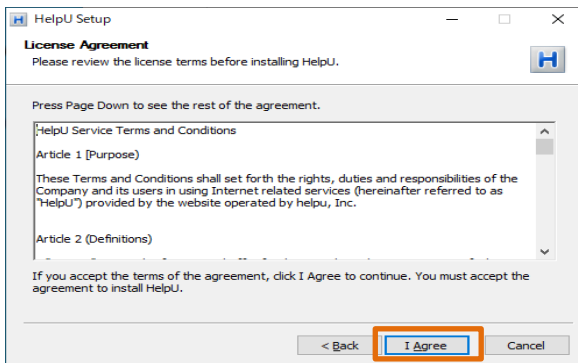 HelpU Setup
License Agreement
Please review the license terms before installing HelpU.
H
Press Page Down to see the rest of the agreement.
HelpU Service Terms and Conditions
Article 1 [Purpose)
These Terms and Conditions shall set forth the rights, duties and responsibilities of the
Company and its users in using Internet related services (hereinafter referred to as
"HelpU") provided by the website operated by helpu, Inc.
Article 2 (Definitions)
If you accept the terms of the agreement, click I Agree to continue. You must accept the
agreement to install HelpU.
< Back I Agree Cancel